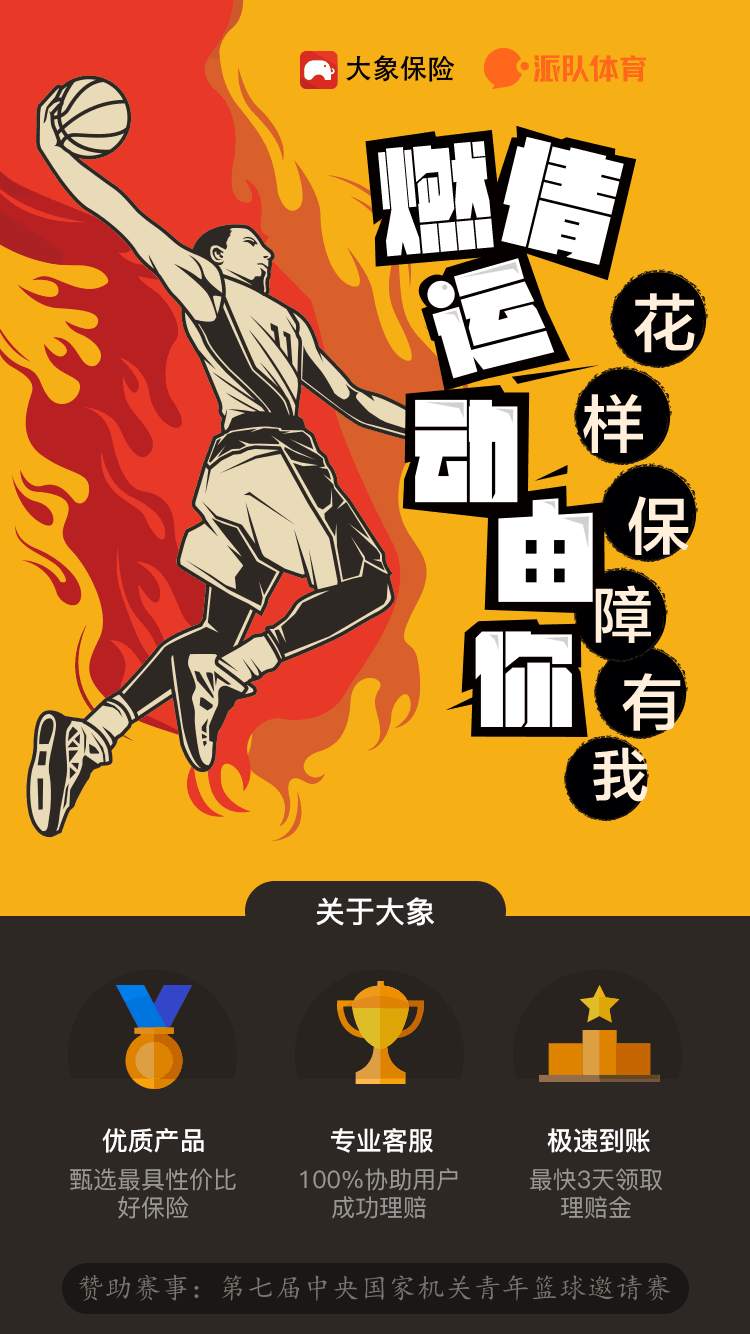 大象保险 派队体育
燃情
运
动
由
你
花
样
保
障
有
我
11
关于大象
优质产品 专业客服 极速到账
甄选最具性价比 100%协助用户 最快3天领取
好保险 成功理赔 理赔金
赞助赛事：第七届中央国家机关青年篮球邀请赛